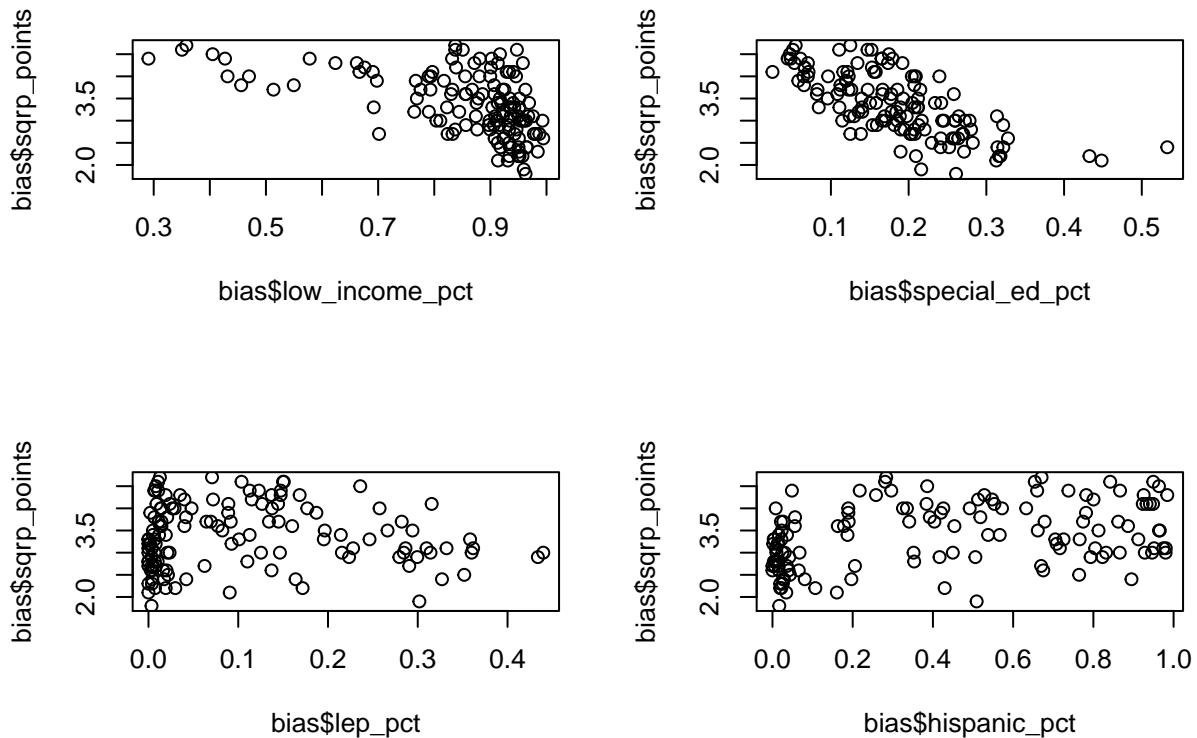 bias$sqrp_points
2.0 3.5
0.3 0.5 0.7 0.9
bias$low_income_pct
bias$sqrp_points
2.0 3.5
0.1 0.2 0.3 0.4 0.5
bias$special_ed_pct
bias$sqrp_points
2.0 3.5
0.0 0.1 0.2 0.3 0.4
bias$lep_pct
bias$sqrp_points
2.0 3.5
0.0 0.2 0.4 0.6 0.8 1.0
bias$hispanic_pct